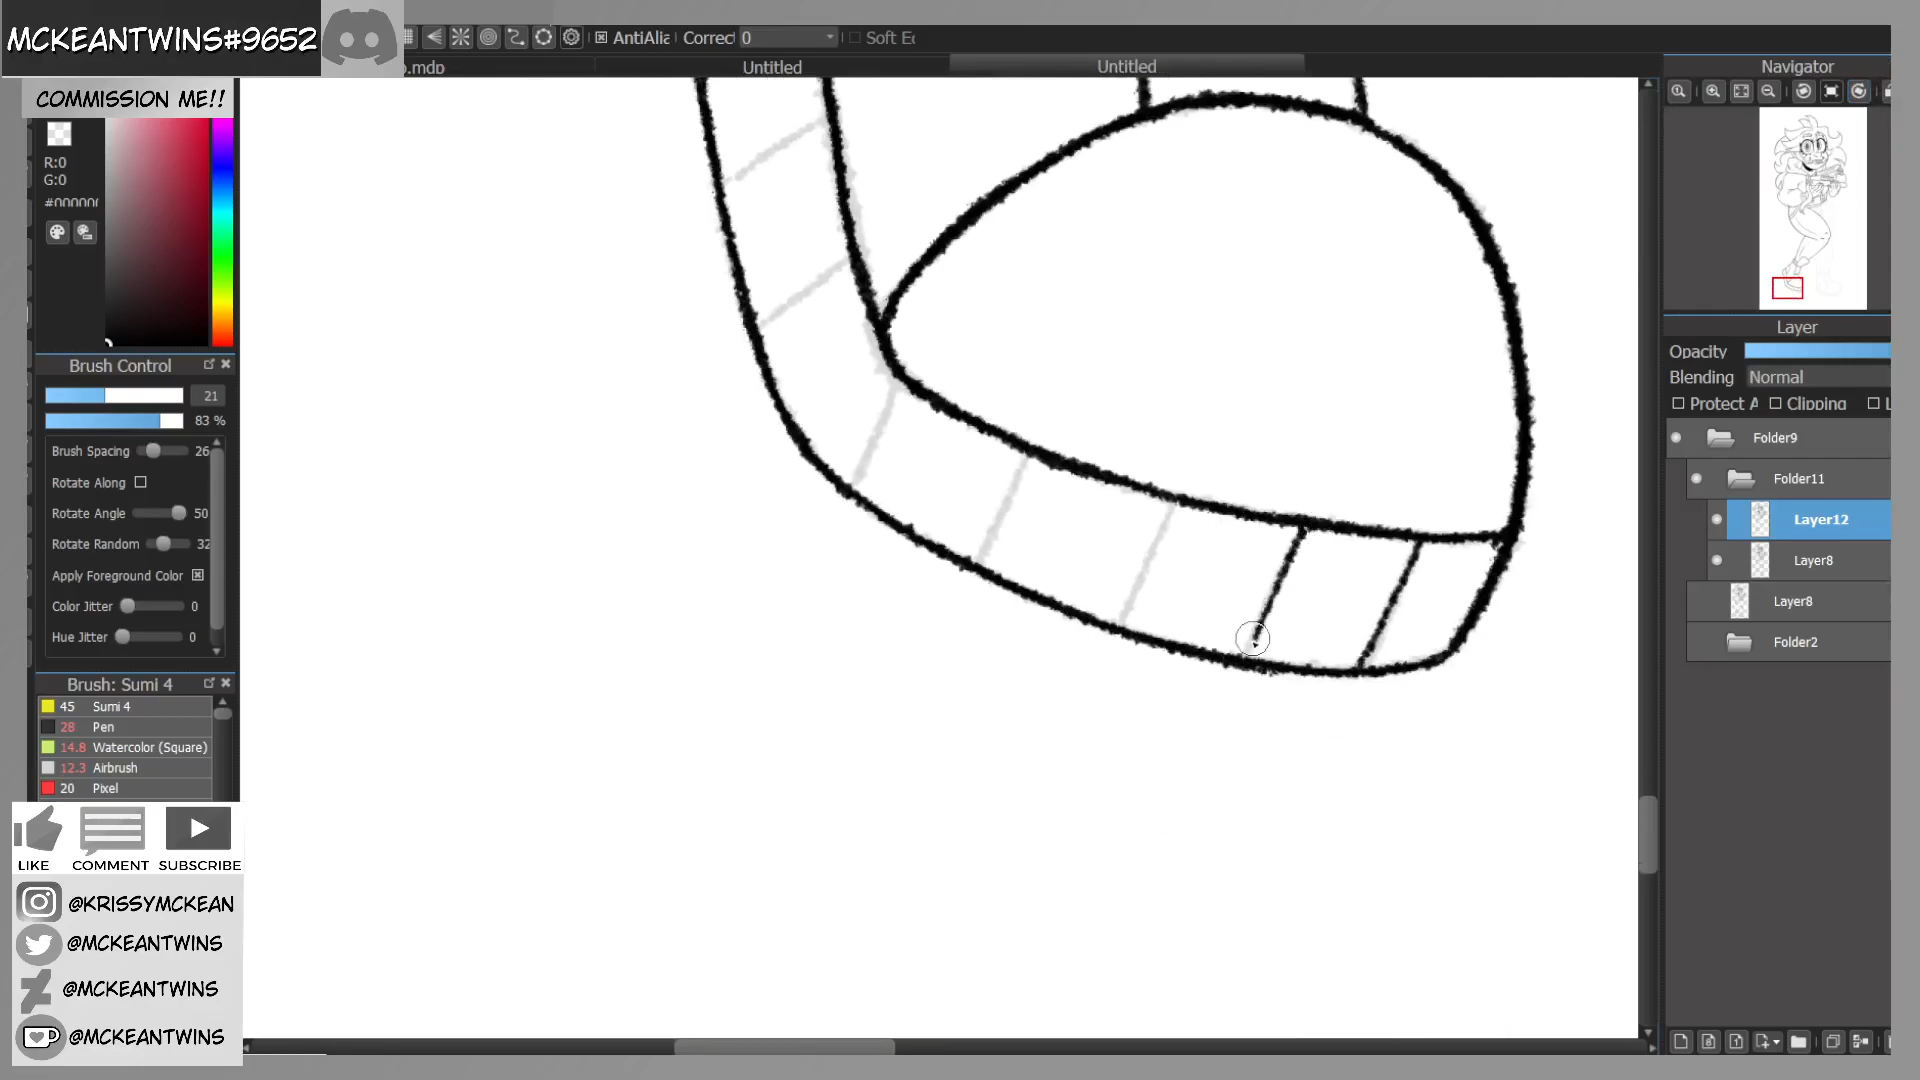 MCKEANTWINS#9652
COMMISSION ME!!
AntiAlia
Correct
0
Soft Ec
.mdp
Untitled
Untitled
Navigator
R:0
G:0
#000000
Brush Control
21
83 %
Brush Spacing
26
Rotate Along
Rotate Angle
50
Rotate Random
32
Apply Foreground Color
Color Jitter
0
Hue Jitter
0
Brush: Sumi 4
45 Sumi 4
28 Pen
14.8 Watercolor (Square)
12.3 Airbrush
20 Pixel
LIKE COMMENT SUBSCRIBE
@KRISSYMCKEAN
@MCKEANTWINS
@MCKEANTWINS
@MCKEANTWINS
Layer
Opacity
Blending
Normal
Protect A
Clipping
L
Folder9
Folder11
Layer12
Layer8
Layer8
Folder2